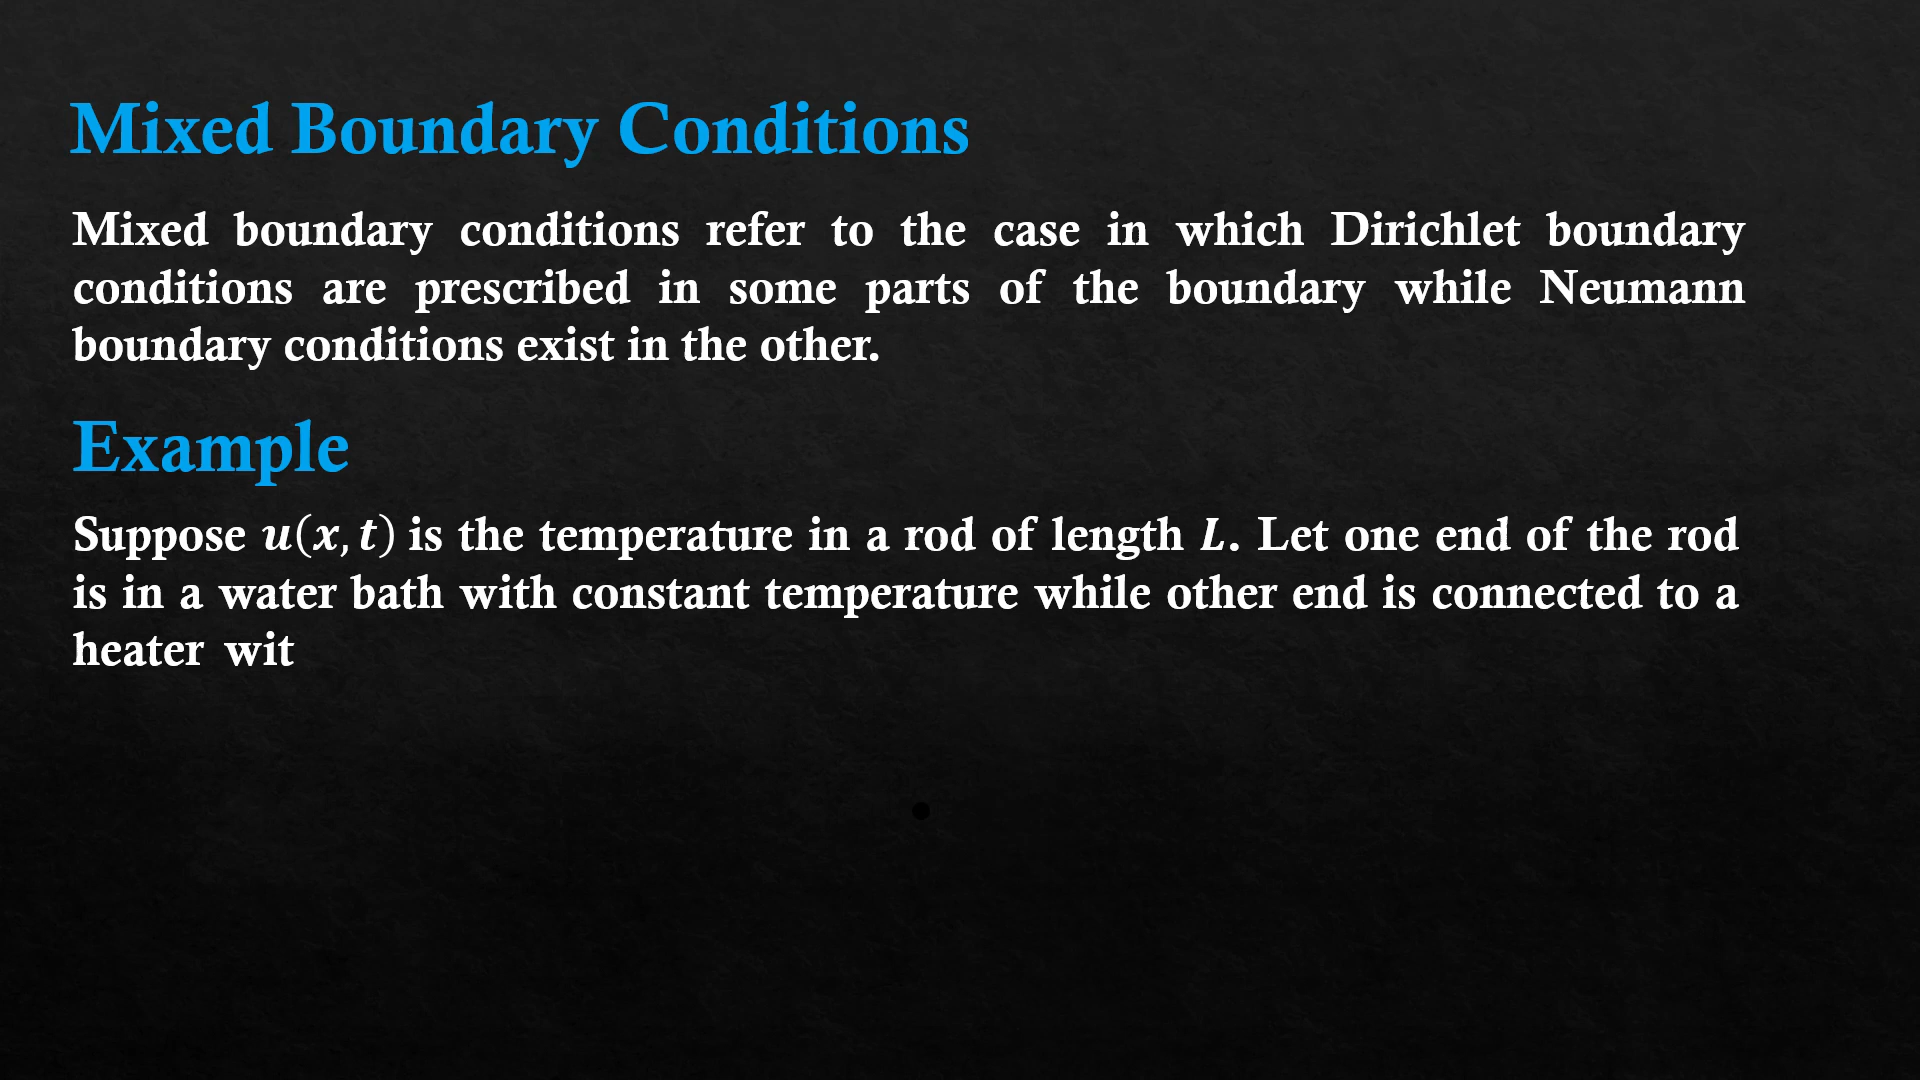 Mixed Boundary Conditions
Mixed boundary conditions refer to the case in which Dirichlet boundary
conditions are prescribed in some parts of the boundary while Neumann
boundary conditions exist in the other.
Example
Suppose u(x, t) is the temperature in a rod of length L. Let one end of the rod
is in a water bath with constant temperature while other end is connected to a
heater wit